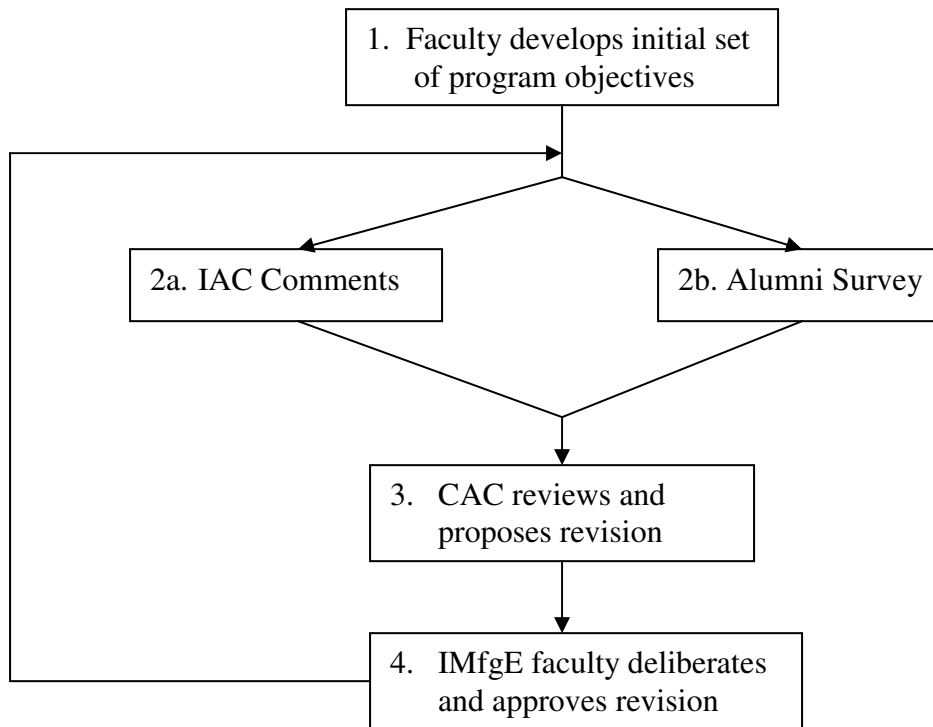 1. Faculty develops initial set
of program objectives
2a. IAC Comments
2b. Alumni Survey
3. CAC reviews and
proposes revision
4. IMfgE faculty deliberates
and approves revision